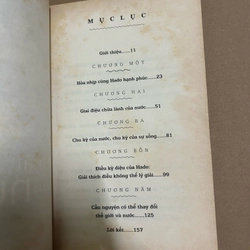 MỤC LỤC
Giới thiệu......11
CHƯƠNG MỘT
Hòa nhịp cùng Hado hạnh phúc......23
CHƯƠNG HAI
Giai điệu chữa lành của nước......51
CHƯƠNG BA
Chu kỳ của nước, chu kỳ của sự sống......81
CHƯƠNG BỐN
Điều kỳ diệu của Hado:
Giải thích điều không thể lý giải......99
CHƯƠNG NĂM
Cầu nguyện có thể thay đổi
thế giới và nước......125
Lời kết......157